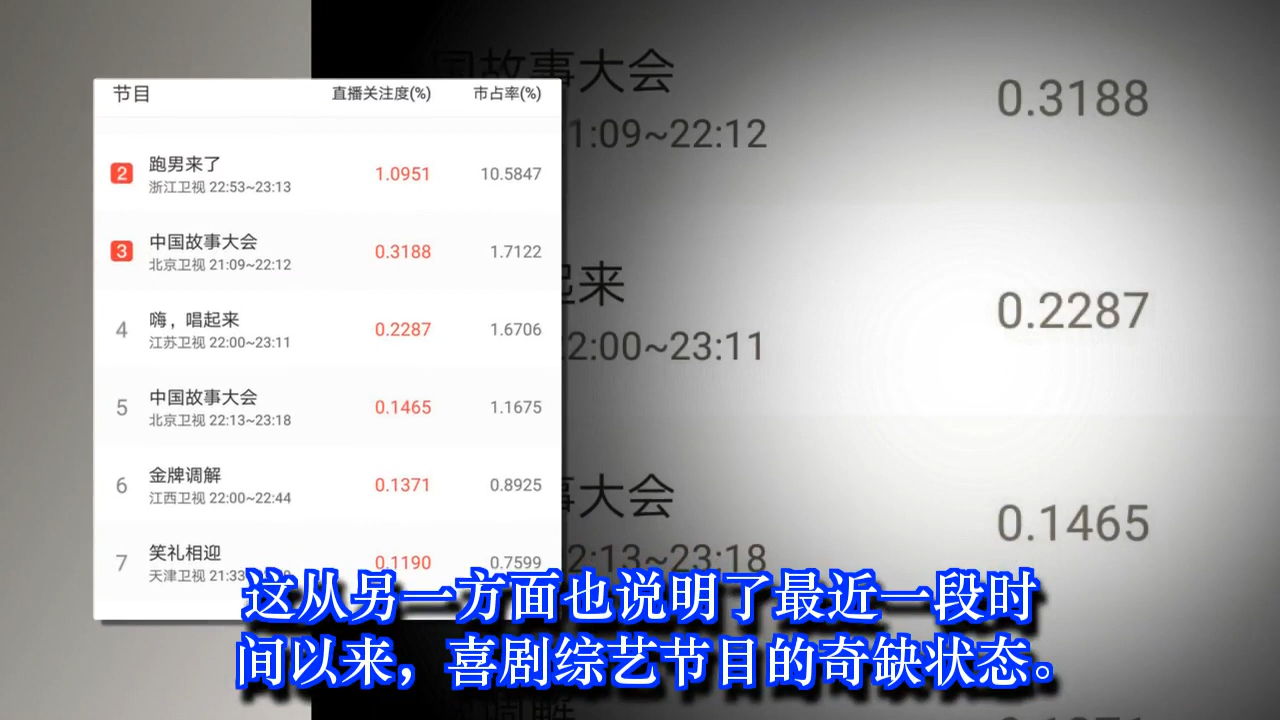 节目 直播关注度(%) 市占率(%)
2 跑男来了 1.0951 10.5847
浙江卫视 22:53~23:13
3 中国故事大会 0.3188 1.7122
北京卫视 21:09~22:12
4 嗨，唱起来 0.2287 1.6706
江苏卫视 22:00~23:11
5 中国故事大会 0.1465 1.1675
北京卫视 22:13~23:18
6 金牌调解 0.1371 0.8925
江西卫视 22:00~22:44
7 笑礼相迎 0.1190 0.7599
天津卫视 21:33
国故事大会
1:09~22:12
0.3188
起来
2:00~23:11
0.2287
事大会
2:13~23:18
0.1465
这从另一方面也说明了最近一段时
间以来，喜剧综艺节目的奇缺状态。